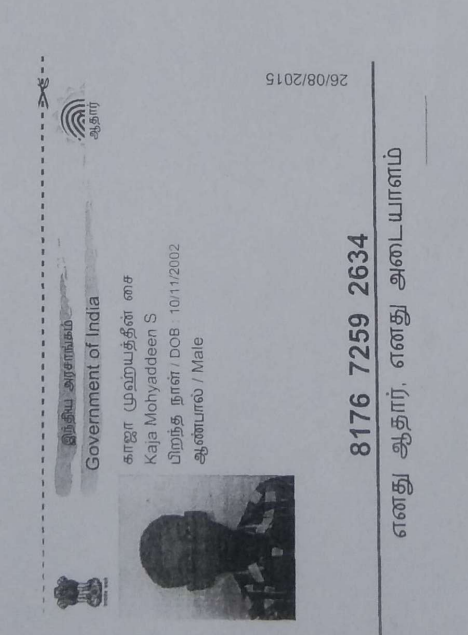 இந்திய அரசாங்கம்
Government of India
ஆதார்
காஜா முஹ்யத்தீன் சை
Kaja Mohyaddeen S
பிறந்த நாள் / DOB : 10/11/2002
ஆண்பால் / Male
26/08/2015
8176 7259 2634
எனது ஆதார், எனது அடையாளம்